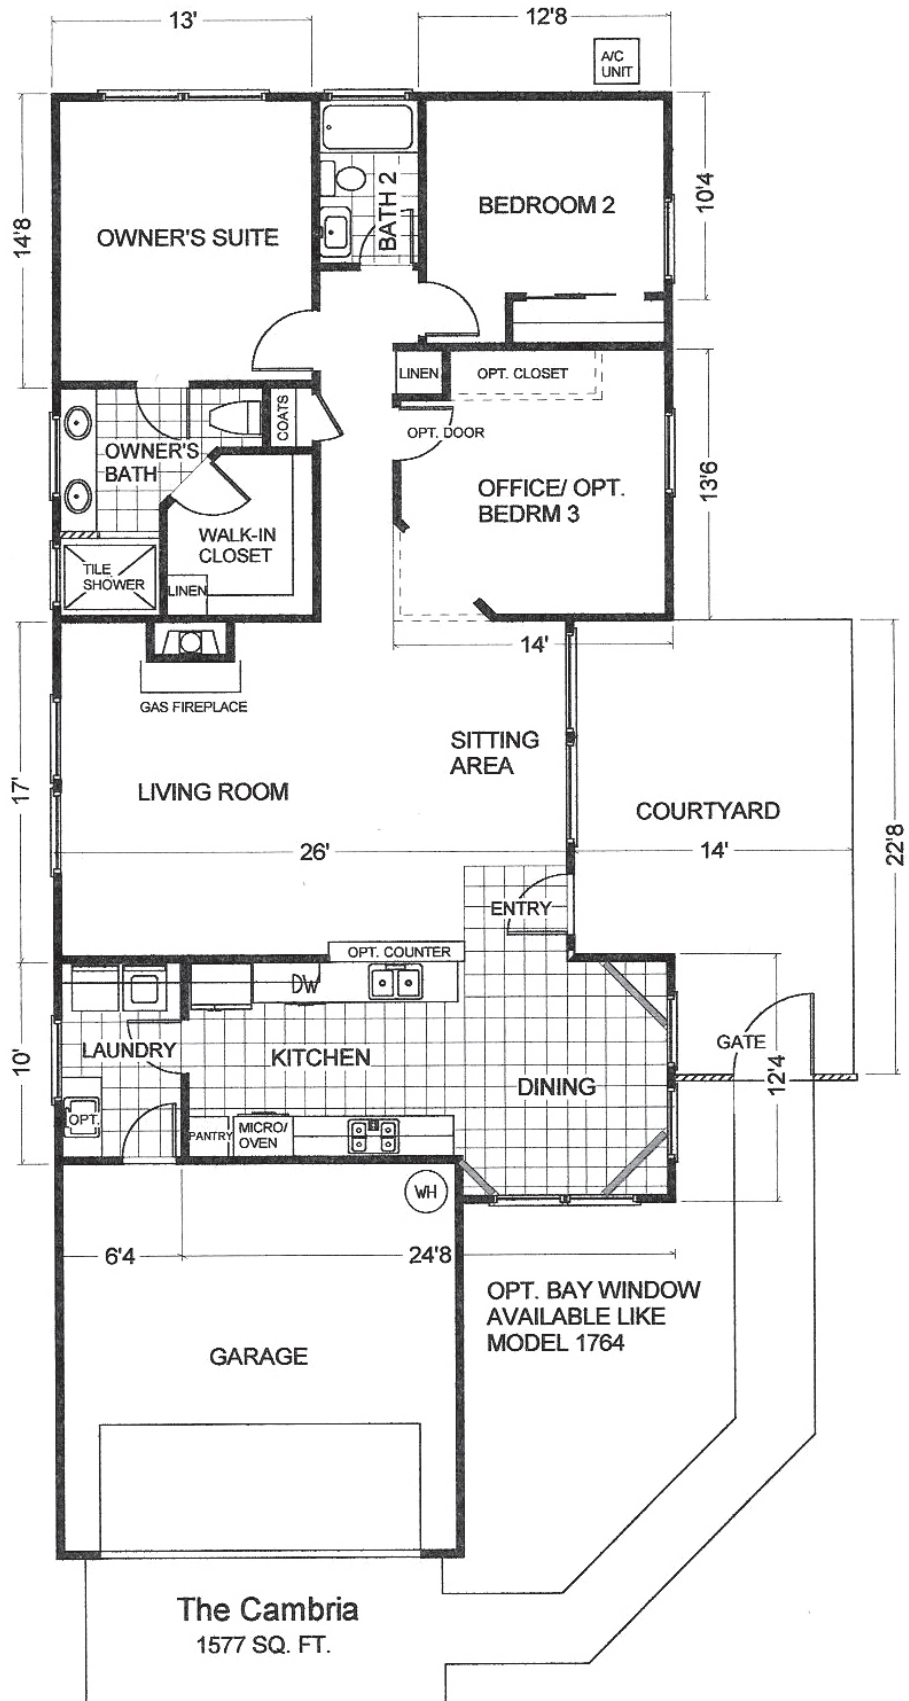 13'
12'8
A/C
UNIT
14'8
OWNER'S SUITE
BATH 2
BEDROOM 2
10'4
LINEN
OPT. CLOSET
COATS
OPT. DOOR
OWNER'S
BATH
OFFICE/ OPT.
BEDRM 3
13'6
WALK-IN
CLOSET
TILE
SHOWER
LINEN
14'
GAS FIREPLACE
SITTING
AREA
17'
LIVING ROOM
COURTYARD
26'
14'
22'8
ENTRY
OPT. COUNTER
DW
10'
LAUNDRY
KITCHEN
GATE
12'4
DINING
OPT.
PANTRY
MICRO/
OVEN
WH
6'4
24'8
OPT. BAY WINDOW
AVAILABLE LIKE
MODEL 1764
GARAGE
The Cambria
1577 SQ. FT.